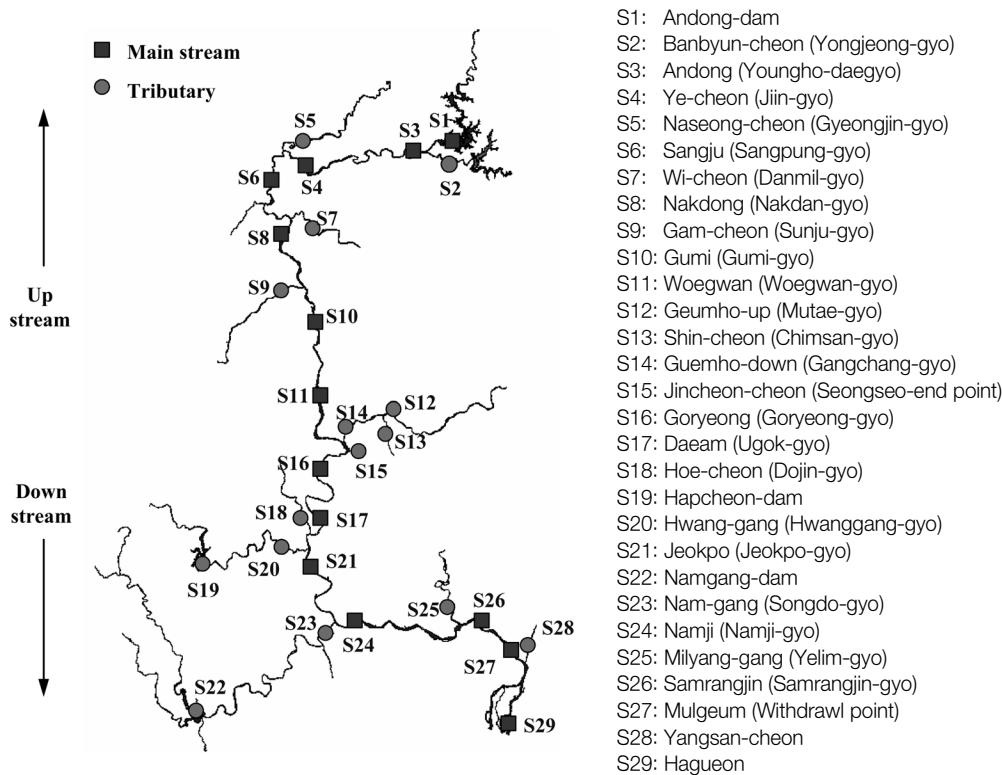 Main stream
Tributary
Up
stream
Down
stream
S1
S2
S3
S4
S5
S6
S7
S8
S9
S10
S11
S12
S13
S14
S15
S16
S17
S18
S19
S20
S21
S22
S23
S24
S25
S26
S27
S28
S29
S1: Andong-dam
S2: Banbyun-cheon (Yongjeong-gyo)
S3: Andong (Youngho-daegyo)
S4: Ye-cheon (Jiin-gyo)
S5: Naseong-cheon (Gyeongjin-gyo)
S6: Sangju (Sangpung-gyo)
S7: Wi-cheon (Danmil-gyo)
S8: Nakdong (Nakdan-gyo)
S9: Gam-cheon (Sunju-gyo)
S10: Gumi (Gumi-gyo)
S11: Woegwan (Woegwan-gyo)
S12: Geumho-up (Mutae-gyo)
S13: Shin-cheon (Chimsan-gyo)
S14: Guemho-down (Gangchang-gyo)
S15: Jincheon-cheon (Seongseo-end point)
S16: Goryeong (Goryeong-gyo)
S17: Daeam (Ugok-gyo)
S18: Hoe-cheon (Dojin-gyo)
S19: Hapcheon-dam
S20: Hwang-gang (Hwanggang-gyo)
S21: Jeokpo (Jeokpo-gyo)
S22: Namgang-dam
S23: Nam-gang (Songdo-gyo)
S24: Namji (Namji-gyo)
S25: Milyang-gang (Yelim-gyo)
S26: Samrangjin (Samrangjin-gyo)
S27: Mulgeum (Withdrawl point)
S28: Yangsan-cheon
S29: Hagueon